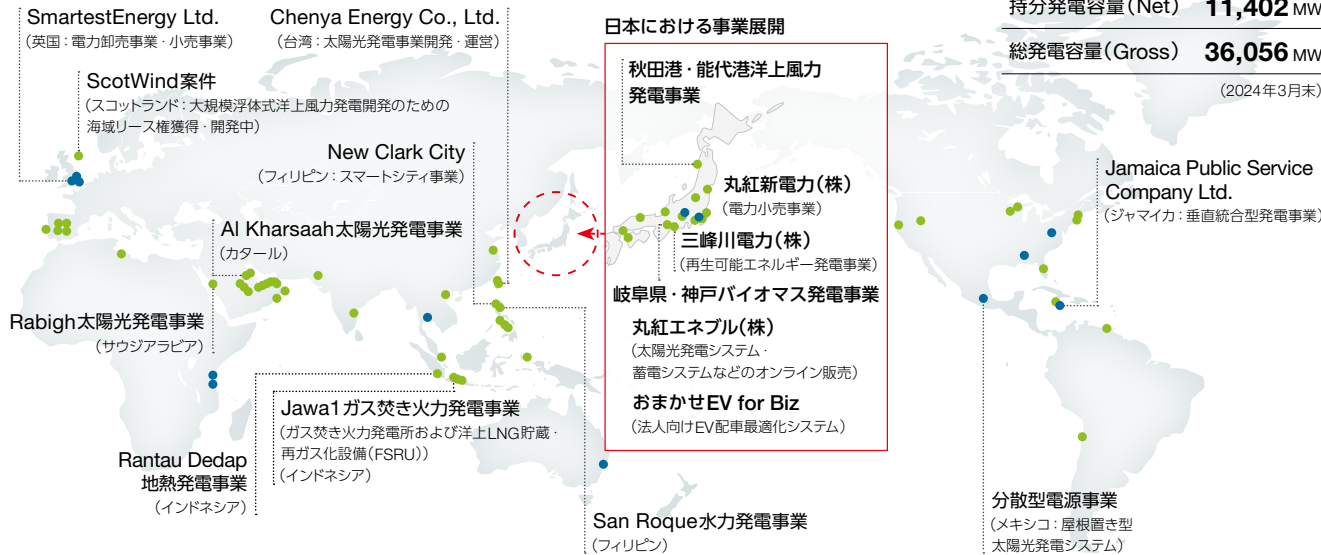 SmartestEnergy Ltd.
（英国：電力卸売事業・小売事業）
Chenya Energy Co., Ltd.
（台湾：太陽光発電事業開発・運営）
ScotWind案件
（スコットランド：大規模浮体式洋上風力発電開発のための
海域リース権獲得・開発中）
New Clark City
（フィリピン：スマートシティ事業）
Al Kharsaah太陽光発電事業
（カタール）
Rabigh太陽光発電事業
（サウジアラビア）
Jawa1ガス焚き火力発電事業
（ガス焚き火力発電所および洋上LNG貯蔵・
再ガス化設備（FSRU））
（インドネシア）
Rantau Dedap
地熱発電事業
（インドネシア）
San Roque水力発電事業
（フィリピン）
日本における事業展開
秋田港・能代港洋上風力
発電事業
丸紅新電力（株）
（電力小売事業）
三峰川電力（株）
（再生可能エネルギー発電事業）
岐阜県・神戸バイオマス発電事業
丸紅エネブル（株）
（太陽光発電システム・
蓄電システムなどのオンライン販売）
おまかせEV for Biz
（法人向けEV配車最適化システム）
持分発電容量（Net） 11,402 MW
総発電容量（Gross） 36,056 MW
（2024年3月末）
Jamaica Public Service
Company Ltd.
（ジャマイカ：垂直統合型発電事業）
分散型電源事業
（メキシコ：屋根置き型
太陽光発電システム）